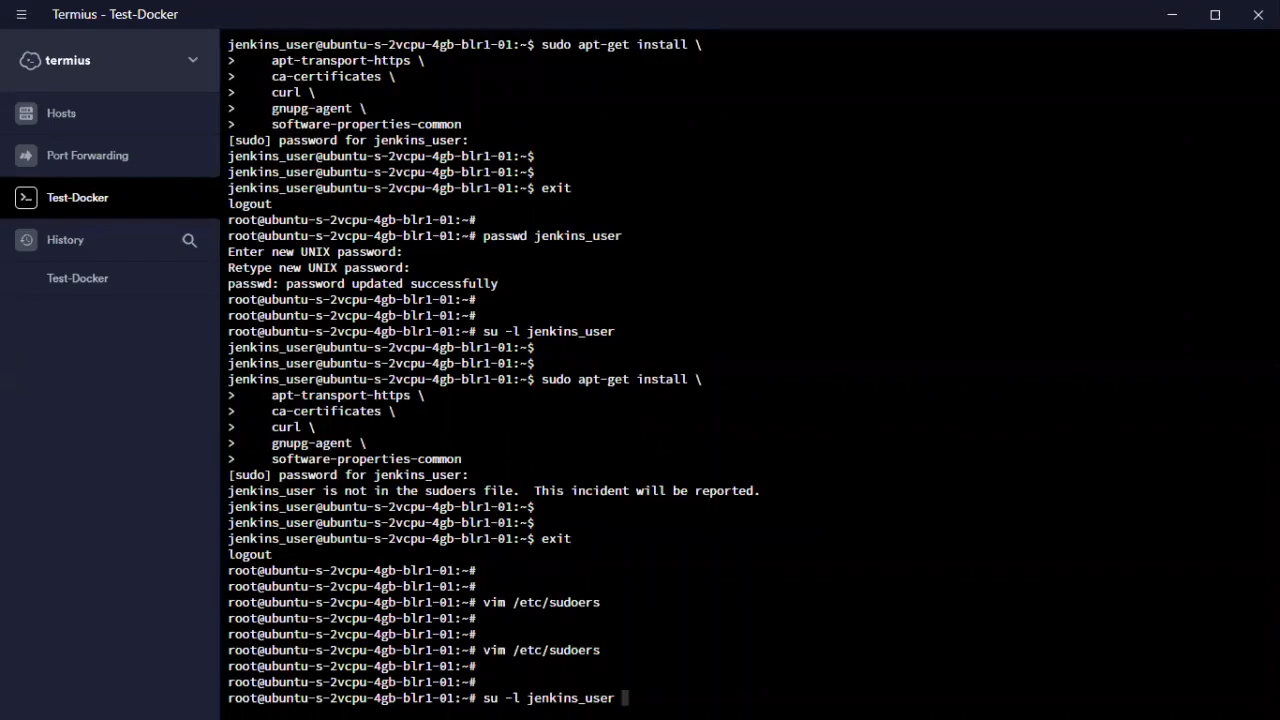 Termius - Test-Docker
termius
Hosts
Port Forwarding
Test-Docker
History
Test-Docker
jenkins_user@ubuntu-s-2vcpu-4gb-blr1-01:~$ sudo apt-get install \
>     apt-transport-https \
>     ca-certificates \
>     curl \
>     gnupg-agent \
>     software-properties-common
[sudo] password for jenkins_user:
jenkins_user@ubuntu-s-2vcpu-4gb-blr1-01:~$
jenkins_user@ubuntu-s-2vcpu-4gb-blr1-01:~$
jenkins_user@ubuntu-s-2vcpu-4gb-blr1-01:~$ exit
logout
root@ubuntu-s-2vcpu-4gb-blr1-01:~#
root@ubuntu-s-2vcpu-4gb-blr1-01:~# passwd jenkins_user
Enter new UNIX password:
Retype new UNIX password:
passwd: password updated successfully
root@ubuntu-s-2vcpu-4gb-blr1-01:~#
root@ubuntu-s-2vcpu-4gb-blr1-01:~#
root@ubuntu-s-2vcpu-4gb-blr1-01:~# su -l jenkins_user
jenkins_user@ubuntu-s-2vcpu-4gb-blr1-01:~$
jenkins_user@ubuntu-s-2vcpu-4gb-blr1-01:~$
jenkins_user@ubuntu-s-2vcpu-4gb-blr1-01:~$ sudo apt-get install \
>     apt-transport-https \
>     ca-certificates \
>     curl \
>     gnupg-agent \
>     software-properties-common
[sudo] password for jenkins_user:
jenkins_user is not in the sudoers file.  This incident will be reported.
jenkins_user@ubuntu-s-2vcpu-4gb-blr1-01:~$
jenkins_user@ubuntu-s-2vcpu-4gb-blr1-01:~$
jenkins_user@ubuntu-s-2vcpu-4gb-blr1-01:~$ exit
logout
root@ubuntu-s-2vcpu-4gb-blr1-01:~#
root@ubuntu-s-2vcpu-4gb-blr1-01:~#
root@ubuntu-s-2vcpu-4gb-blr1-01:~# vim /etc/sudoers
root@ubuntu-s-2vcpu-4gb-blr1-01:~#
root@ubuntu-s-2vcpu-4gb-blr1-01:~#
root@ubuntu-s-2vcpu-4gb-blr1-01:~# vim /etc/sudoers
root@ubuntu-s-2vcpu-4gb-blr1-01:~#
root@ubuntu-s-2vcpu-4gb-blr1-01:~#
root@ubuntu-s-2vcpu-4gb-blr1-01:~# su -l jenkins_user